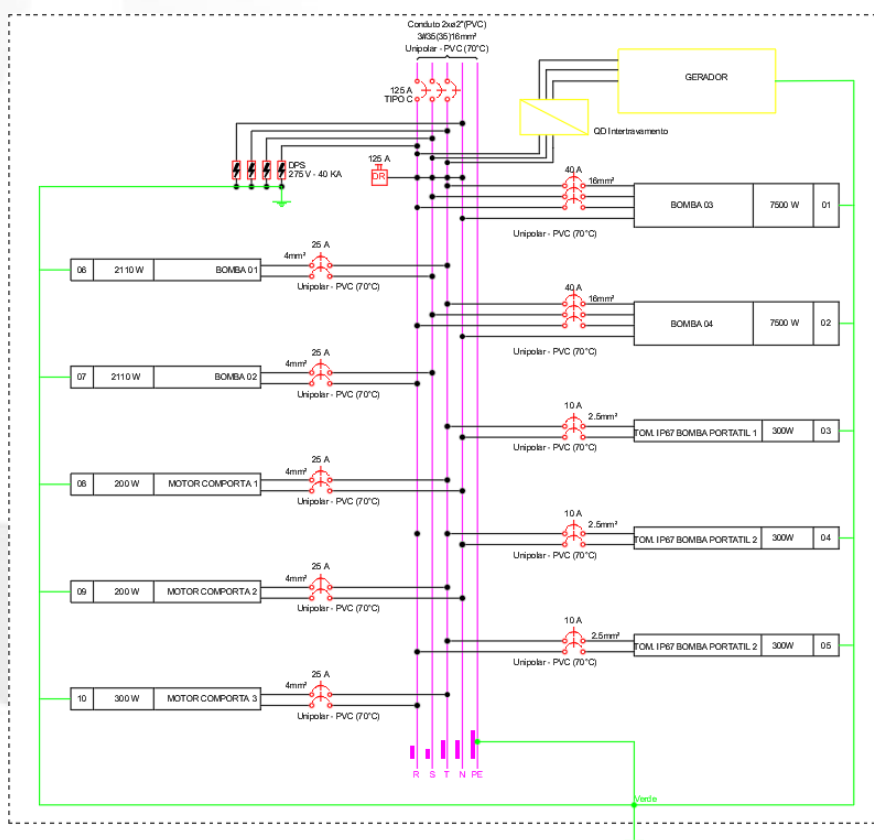 Conduto 2xø2"(PVC)
3#35(35)16mm²
Unipolar - PVC (70°C)
125 A
TIPO C
GERADOR
QD Intertravamento
DPS
275 V - 40 KA
125 A
DR
40 A
16mm²
BOMBA 03 7500 W 01
Unipolar - PVC (70°C)
06 2110 W BOMBA 01
4mm²
25 A
Unipolar - PVC (70°C)
40 A
16mm²
BOMBA 04 7500 W 02
Unipolar - PVC (70°C)
07 2110 W BOMBA 02
4mm²
25 A
Unipolar - PVC (70°C)
10 A
2.5mm²
TOM. IP67 BOMBA PORTATIL 1 300W 03
Unipolar - PVC (70°C)
08 200 W MOTOR COMPORTA 1
4mm²
25 A
Unipolar - PVC (70°C)
10 A
2.5mm²
TOM. IP67 BOMBA PORTATIL 2 300W 04
Unipolar - PVC (70°C)
09 200 W MOTOR COMPORTA 2
4mm²
25 A
Unipolar - PVC (70°C)
10 A
2.5mm²
TOM. IP67 BOMBA PORTATIL 2 300W 05
Unipolar - PVC (70°C)
10 300 W MOTOR COMPORTA 3
4mm²
25 A
Unipolar - PVC (70°C)
R S T N PE
Verde